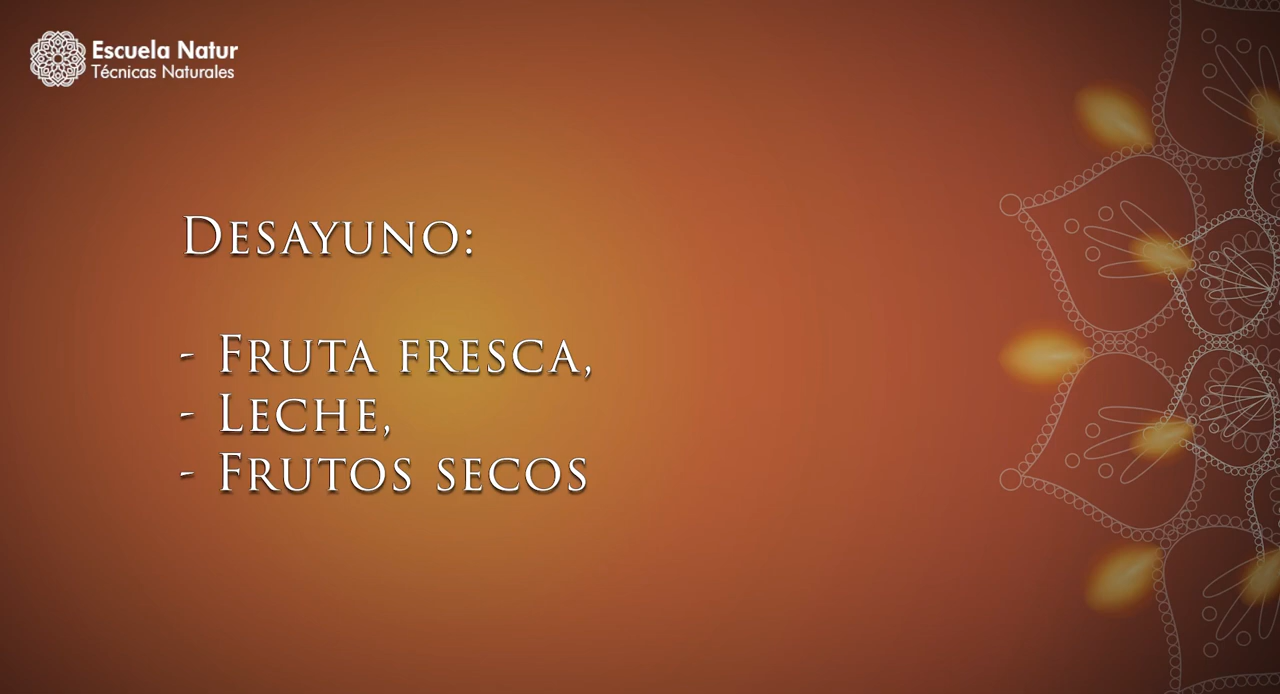 Escuela Natur
Técnicas Naturales
Desayuno:
- Fruta fresca,
- Leche,
- Frutos secos